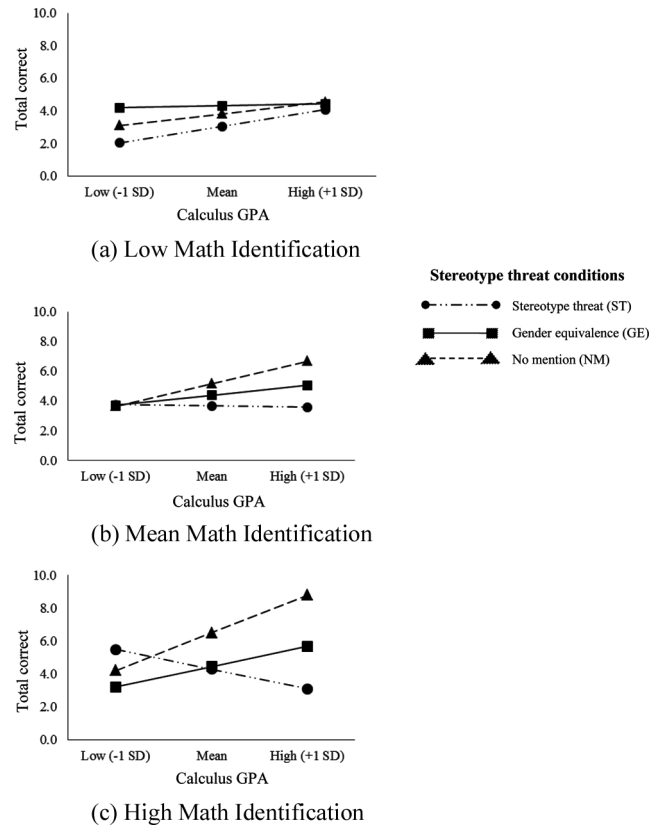 10.0
8.0
6.0
4.0
2.0
0.0
Total correct
Low (-1 SD) Mean High (+1 SD)
Calculus GPA
(a) Low Math Identification
Stereotype threat conditions
Stereotype threat (ST)
Gender equivalence (GE)
No mention (NM)
10.0
8.0
6.0
4.0
2.0
0.0
Total correct
Low (-1 SD) Mean High (+1 SD)
Calculus GPA
(b) Mean Math Identification
10.0
8.0
6.0
4.0
2.0
0.0
Total correct
Low (-1 SD) Mean High (+1 SD)
Calculus GPA
(c) High Math Identification